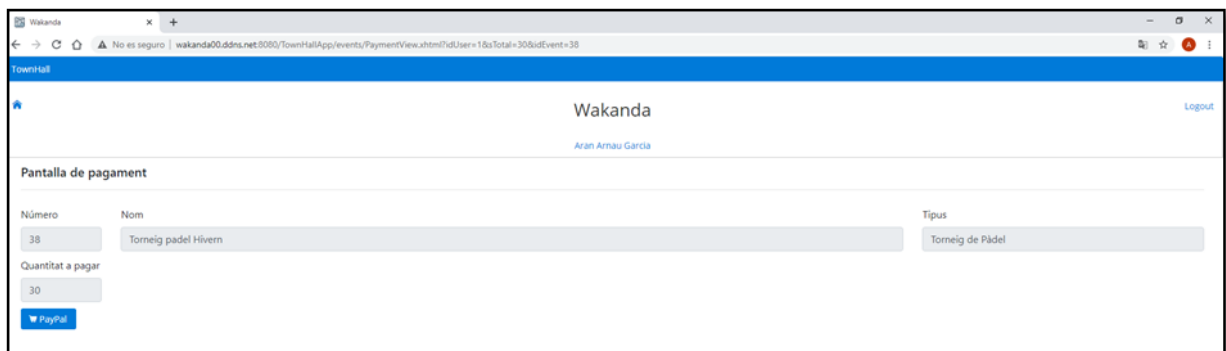 Wakanda
No es seguro | wakanda00.ddns.net:8080/TownHallApp/events/PaymentView.xhtml?idUser=1&sTotal=30&idEvent=38
A
TownHall
Wakanda
Logout
Aran Arnau Garcia
Pantalla de pagament
Número Nom Tipus
38 Torneig padel Hivern Torneig de Pàdel
Quantitat a pagar
30
PayPal